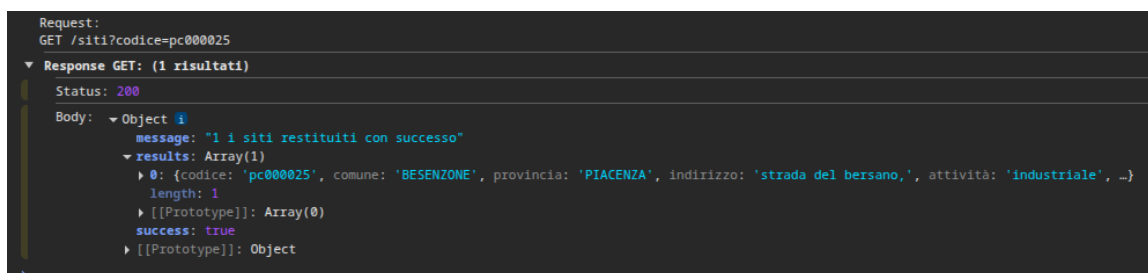 Request:
GET /siti?codice=pc000025
▼ Response GET: (1 risultati)
Status: 200
Body: ▼Object i
message: "1 i siti restituiti con successo"
▼results: Array(1)
▶0: {codice: 'pc000025', comune: 'BESENZONE', provincia: 'PIACENZA', indirizzo: 'strada del bersano,', attività: 'industriale', …}
length: 1
▶[[Prototype]]: Array(0)
success: true
▶[[Prototype]]: Object